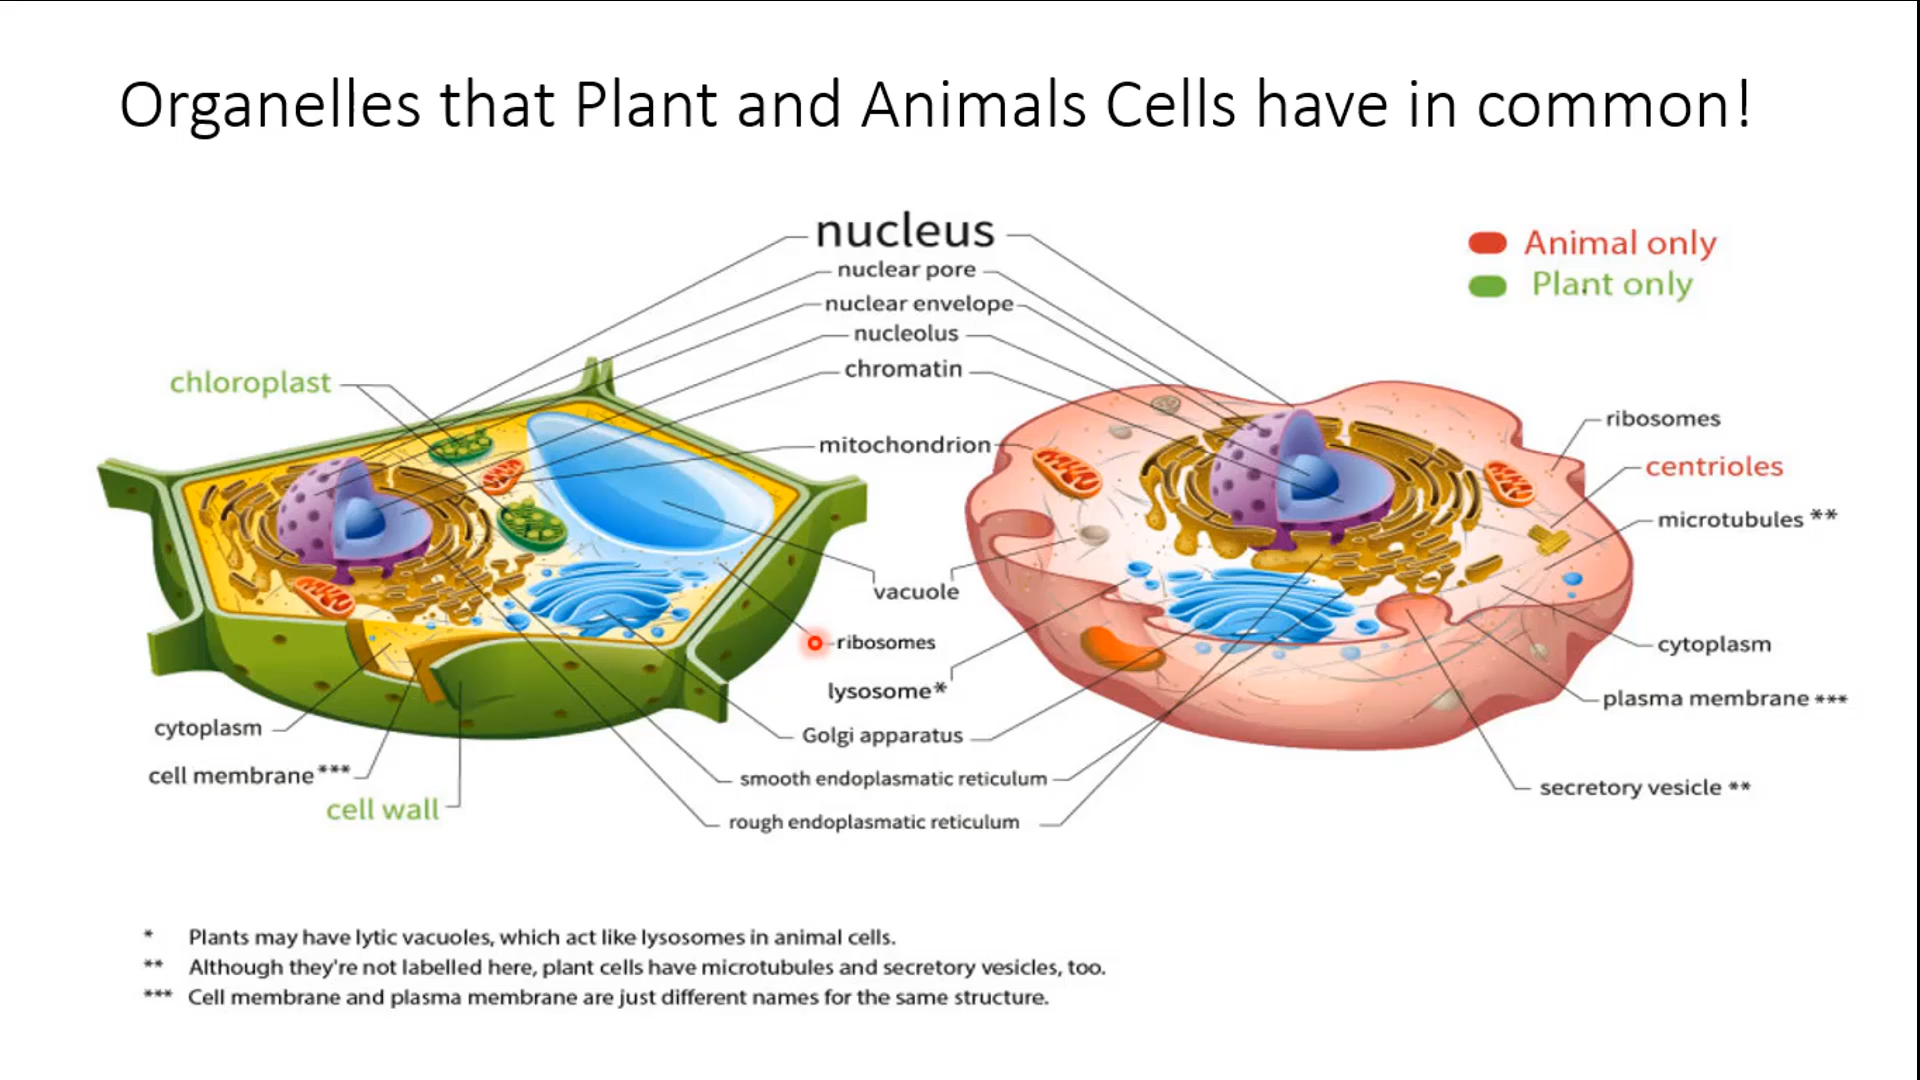 Organelles that Plant and Animals Cells have in common!
nucleus
nuclear pore
nuclear envelope
nucleolus
chromatin
mitochondrion
vacuole
ribosomes
lysosome*
Golgi apparatus
smooth endoplasmatic reticulum
rough endoplasmatic reticulum
chloroplast
cytoplasm
cell membrane***
cell wall
Animal only
Plant only
ribosomes
centrioles
microtubules **
cytoplasm
plasma membrane ***
secretory vesicle **
* Plants may have lytic vacuoles, which act like lysosomes in animal cells.
** Although they're not labelled here, plant cells have microtubules and secretory vesicles, too.
*** Cell membrane and plasma membrane are just different names for the same structure.